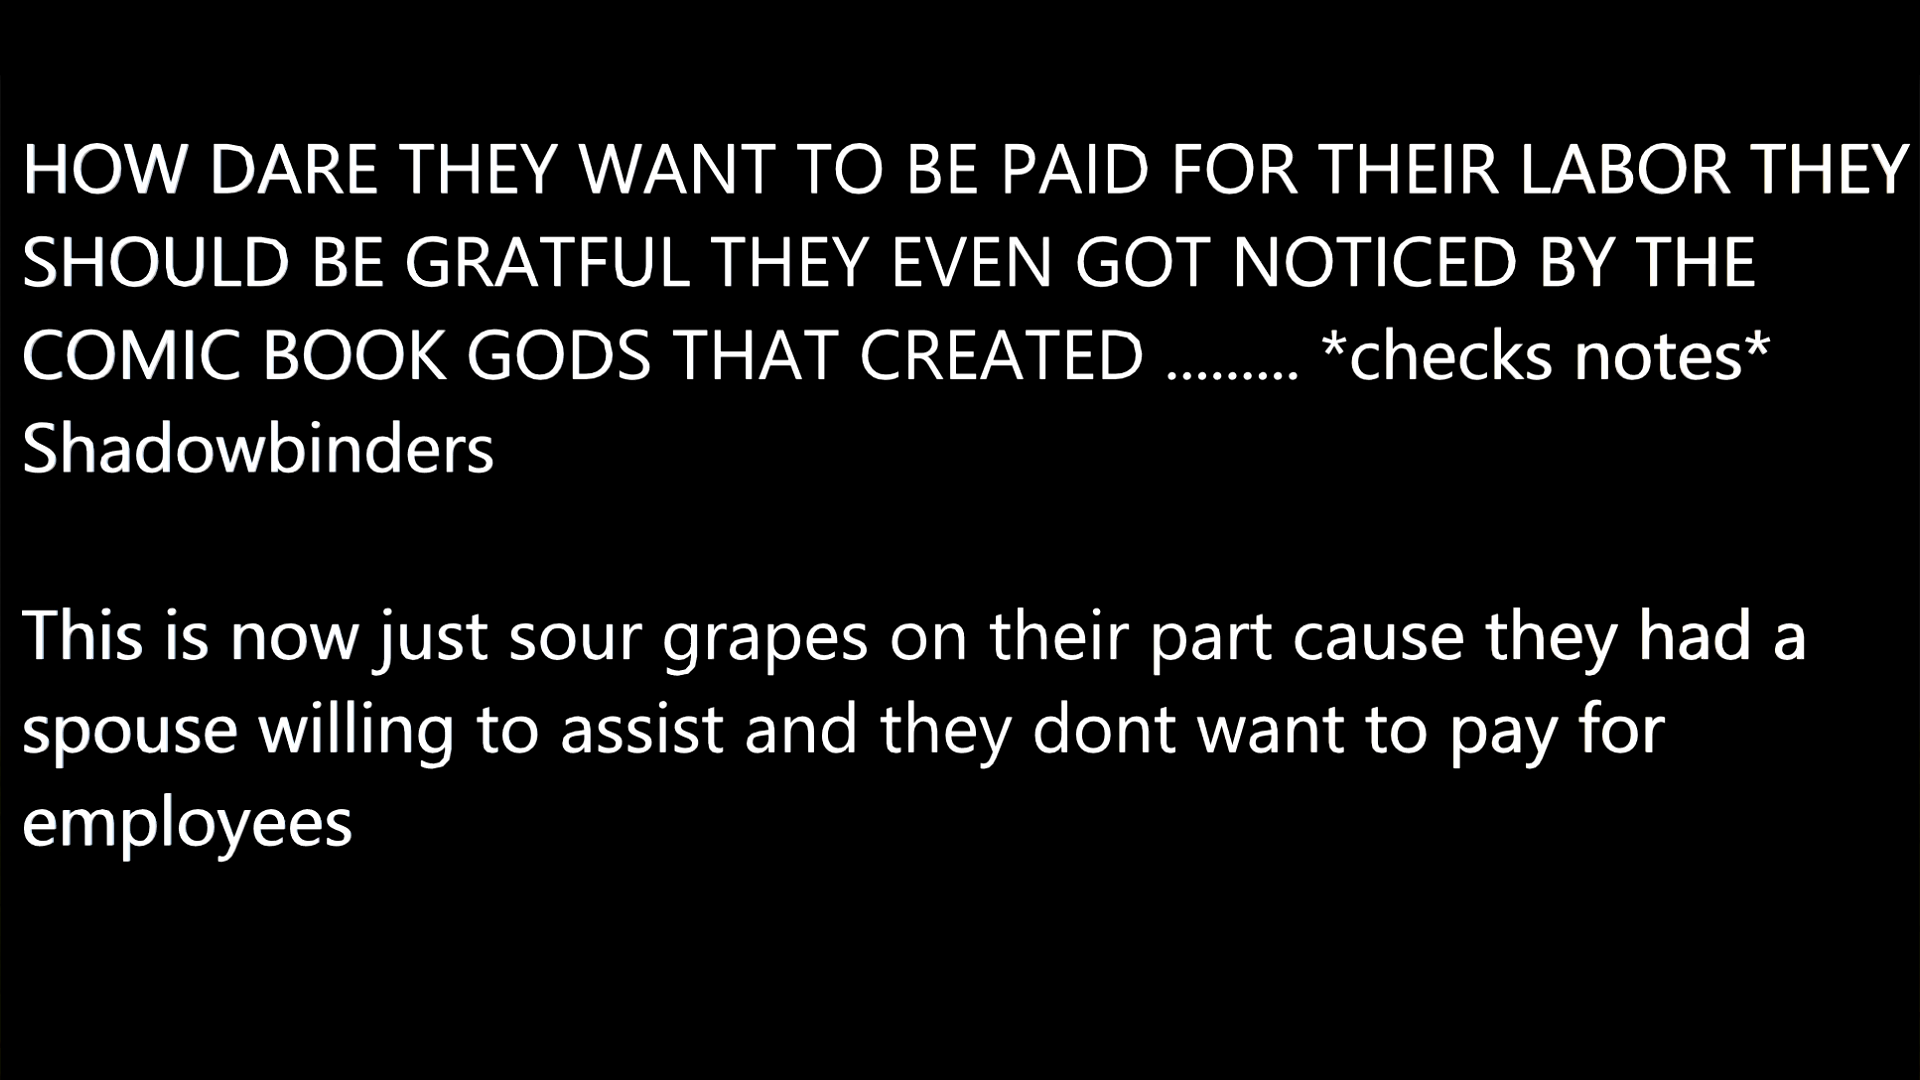 HOW DARE THEY WANT TO BE PAID FOR THEIR LABOR THEY
SHOULD BE GRATFUL THEY EVEN GOT NOTICED BY THE
COMIC BOOK GODS THAT CREATED ......... *checks notes*
Shadowbinders
This is now just sour grapes on their part cause they had a
spouse willing to assist and they dont want to pay for
employees